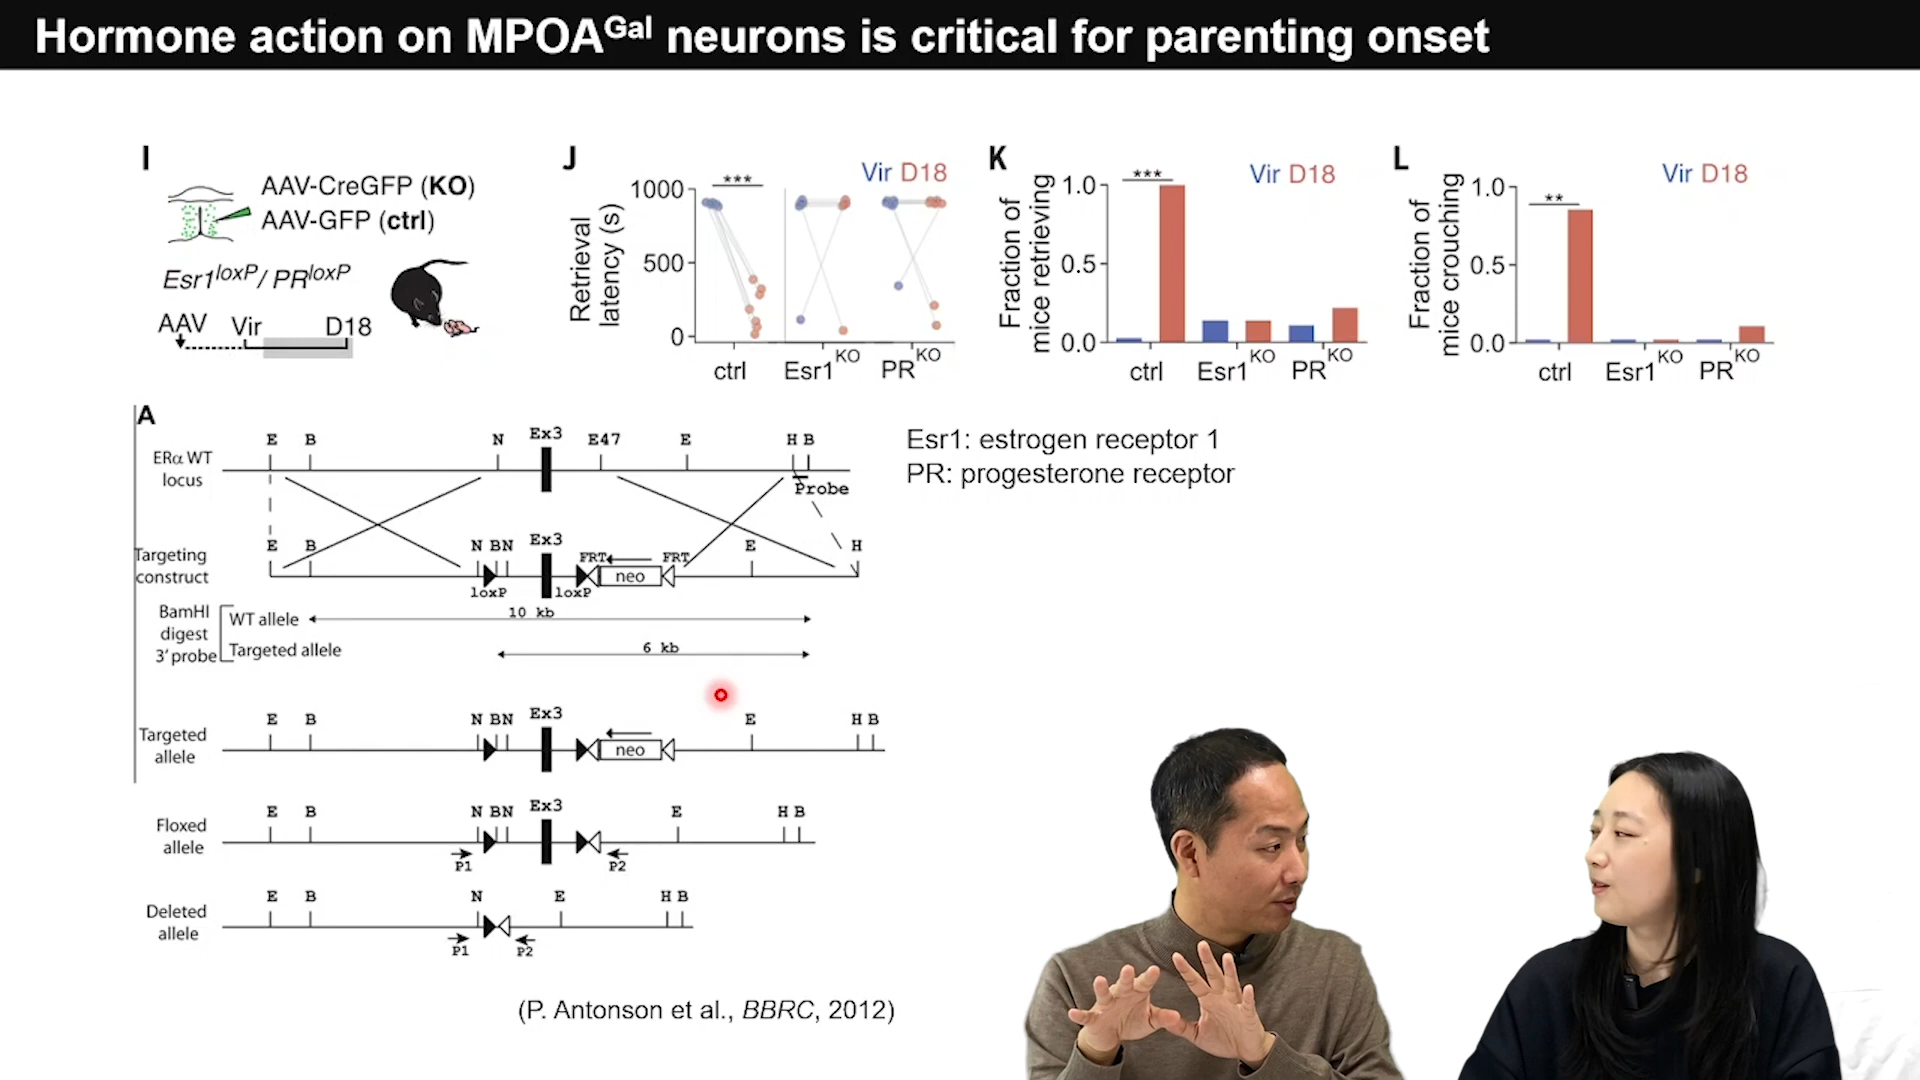 Hormone action on MPOAGal neurons is critical for parenting onset
I
AAV-CreGFP (KO)
AAV-GFP (ctrl)
Esr1loxP/ PRloxP
AAV Vir D18
J
Vir D18
Retrieval
latency (s)
1000
500
0
***
ctrl Esr1KO PRKO
K
Vir D18
Fraction of
mice retrieving
1.0
0.5
0.0
***
ctrl Esr1KO PRKO
L
Vir D18
Fraction of
mice crouching
1.0
0.5
0.0
**
ctrl Esr1KO PRKO
A
E B N Ex3 E47 E H B
ERα WT
locus
Probe
Esr1: estrogen receptor 1
PR: progesterone receptor
E B N B N Ex3 FRT FRT E H
Targeting
construct
neo
loxP loxP
BamHI
digest
3' probe
WT allele
10 kb
Targeted allele
6 kb
E B N B N Ex3 E H B
Targeted
allele
neo
E B N B N Ex3 E H B
Floxed
allele
P1 P2
E B N E H B
Deleted
allele
P1 P2
(P. Antonson et al., BBRC, 2012)